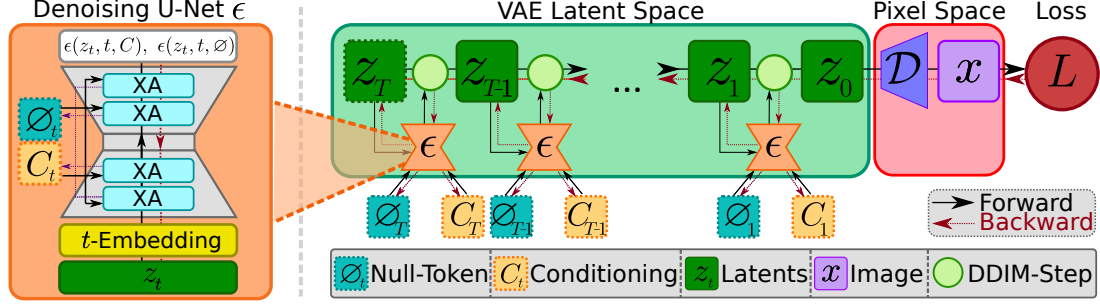 Denoising U-Net ϵ
ϵ(z_t, t, C), ϵ(z_t, t, ∅)
XA
XA
∅_t
C_t
XA
XA
t-Embedding
z_t
VAE Latent Space
Pixel Space
Loss
z_T
z_T-1
...
z_1
z_0
D
x
L
ϵ
ϵ
ϵ
∅_T
C_T
∅_T-1
C_T-1
∅_1
C_1
Forward
Backward
∅_t Null-Token
C_t Conditioning
z_t Latents
x Image
DDIM-Step